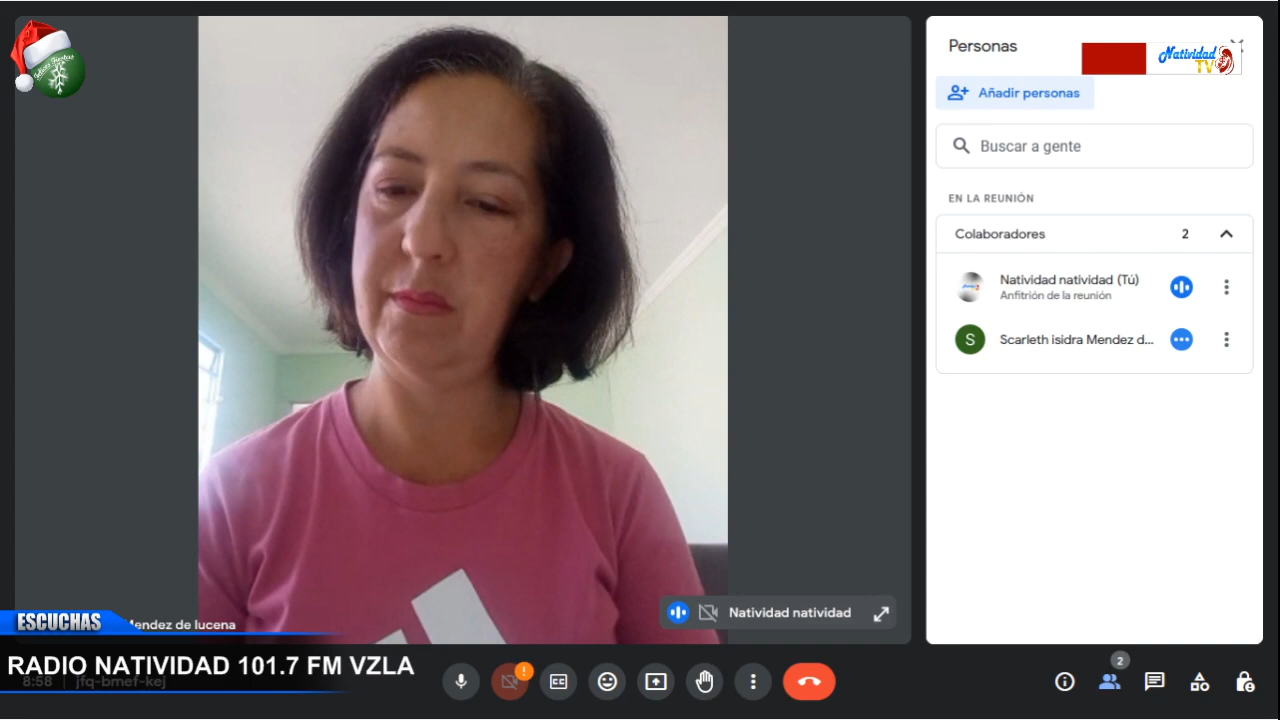 Felices Fiestas
Personas
Natividad
TV
Añadir personas
Buscar a gente
EN LA REUNIÓN
Colaboradores 2
Natividad natividad (Tú)
Anfitrión de la reunión
S
Scarleth isidra Mendez d...
Natividad natividad
ESCUCHAS
Mendez de lucena
RADIO NATIVIDAD 101.7 FM VZLA
8:58 | jfq-bmef-kej
2